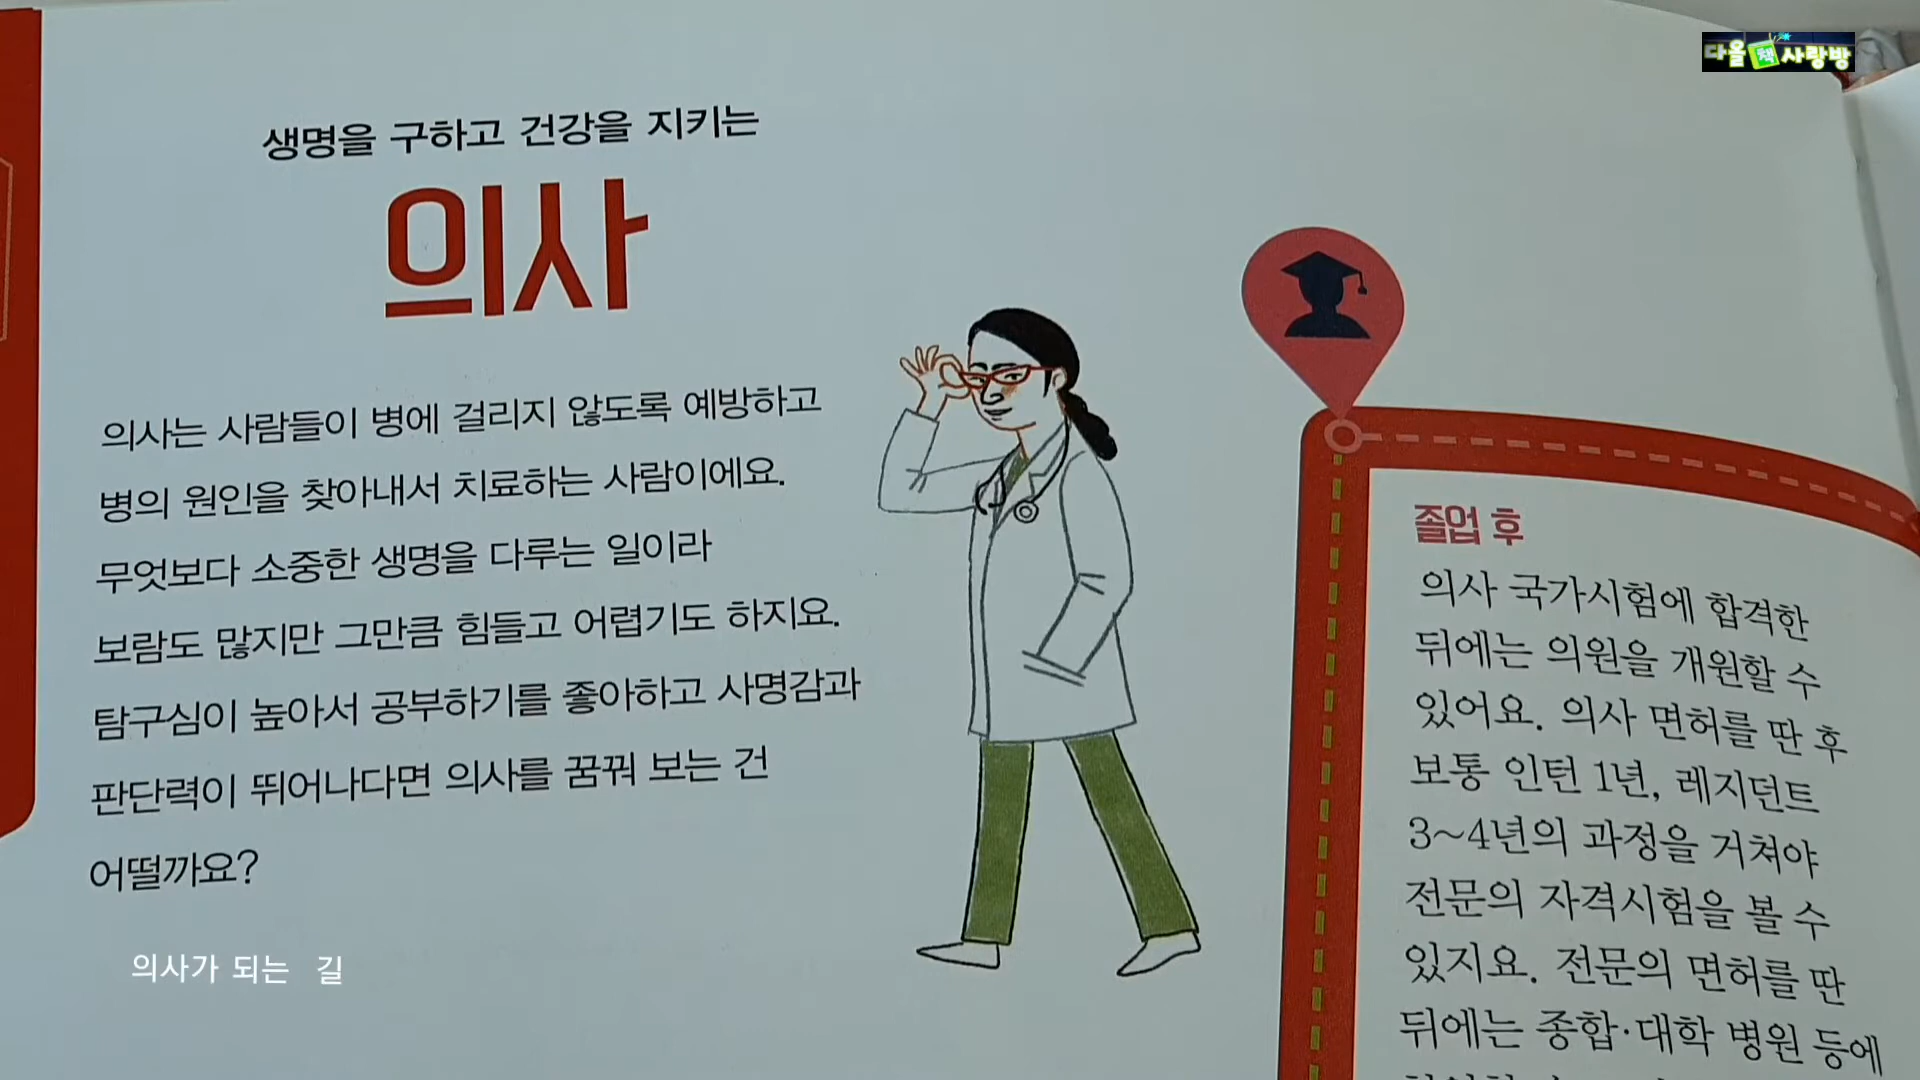 다올책사랑방
생명을 구하고 건강을 지키는
의사
의사는 사람들이 병에 걸리지 않도록 예방하고
병의 원인을 찾아내서 치료하는 사람이에요.
무엇보다 소중한 생명을 다루는 일이라
보람도 많지만 그만큼 힘들고 어렵기도 하지요.
탐구심이 높아서 공부하기를 좋아하고 사명감과
판단력이 뛰어나다면 의사를 꿈꿔 보는 건
어떨까요?
의사가 되는 길
졸업 후
의사 국가시험에 합격한
뒤에는 의원을 개원할 수
있어요. 의사 면허를 딴 후
보통 인턴 1년, 레지던트
3~4년의 과정을 거쳐야
전문의 자격시험을 볼 수
있지요. 전문의 면허를 딴
뒤에는 종합·대학 병원 등에